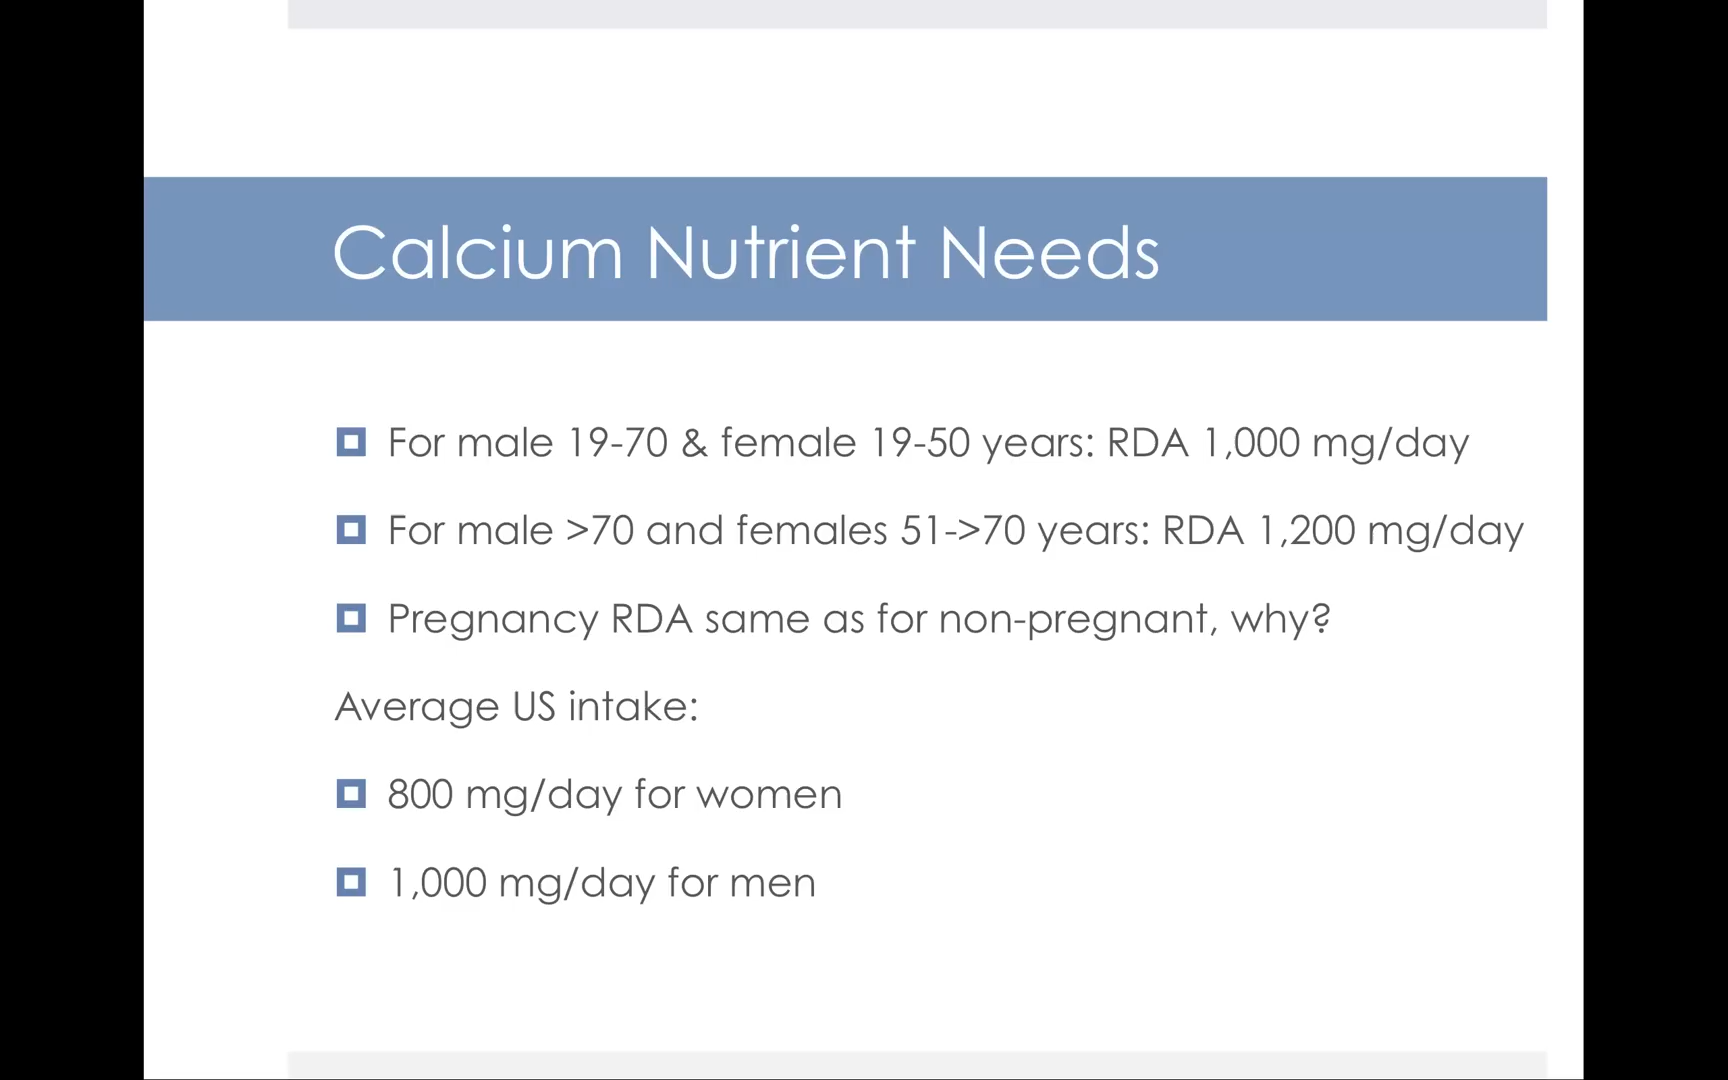 Calcium Nutrient Needs
For male 19-70 & female 19-50 years: RDA 1,000 mg/day
For male >70 and females 51->70 years: RDA 1,200 mg/day
Pregnancy RDA same as for non-pregnant, why?
Average US intake:
800 mg/day for women
1,000 mg/day for men